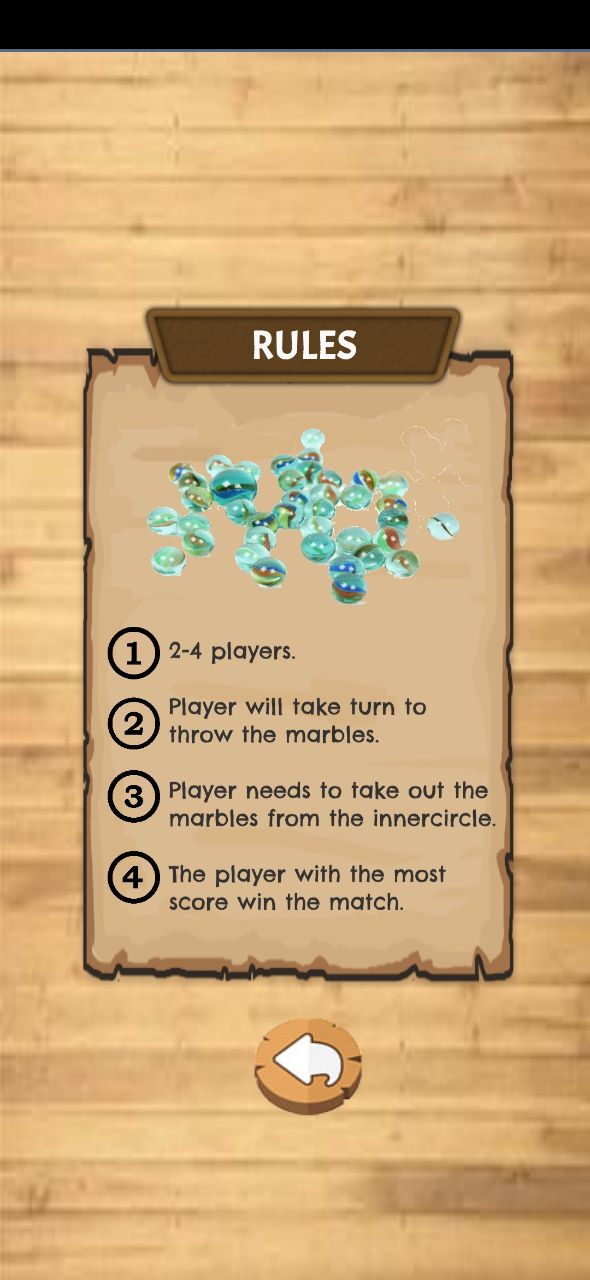 RULES
1 2-4 players.
2 Player will take turn to
throw the marbles.
3 Player needs to take out the
marbles from the innercircle.
4 The player with the most
score win the match.